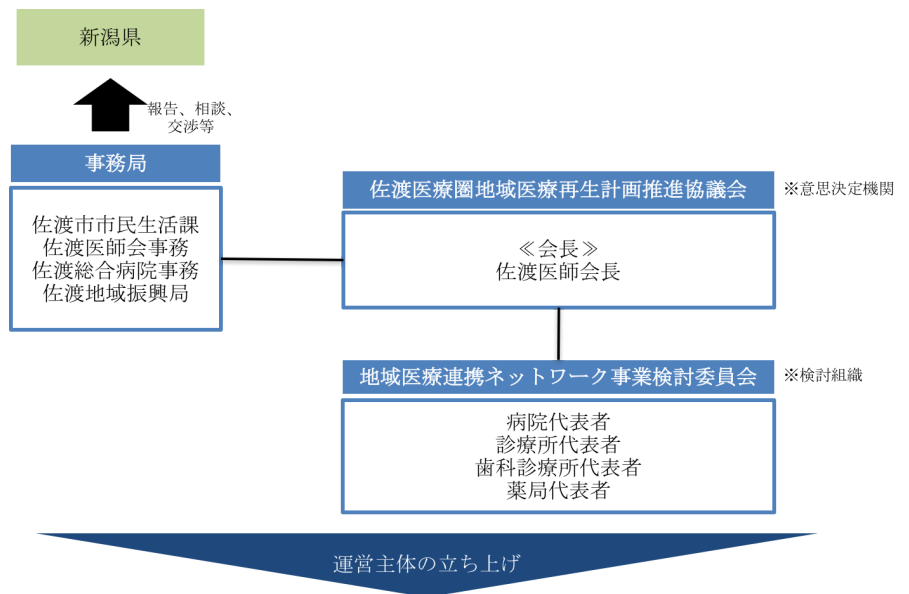 新潟県
報告、相談、
交渉等
事務局
佐渡市市民生活課
佐渡医師会事務
佐渡総合病院事務
佐渡地域振興局
佐渡医療圏地域医療再生計画推進協議会
※意思決定機関
≪会長≫
佐渡医師会長
地域医療連携ネットワーク事業検討委員会
※検討組織
病院代表者
診療所代表者
歯科診療所代表者
薬局代表者
運営主体の立ち上げ